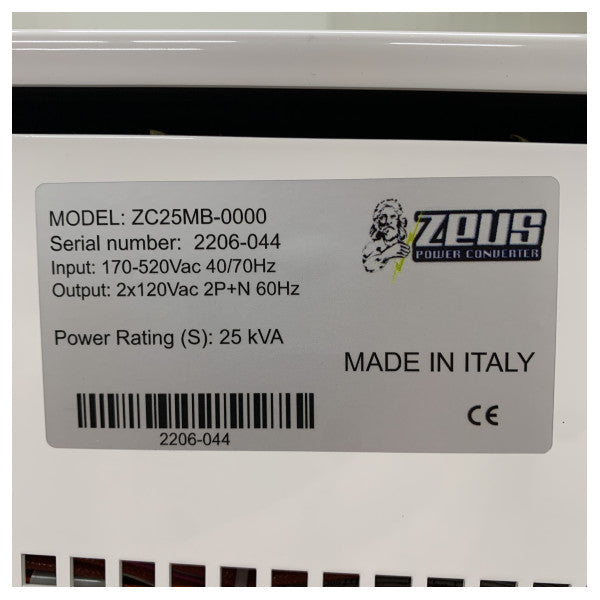 MODEL: ZC25MB-0000
Serial number: 2206-044
Input: 170-520Vac 40/70Hz
Output: 2x120Vac 2P+N 60Hz
Power Rating (S): 25 kVA
ZEUS
POWER CONVERTER
MADE IN ITALY
CE
2206-044